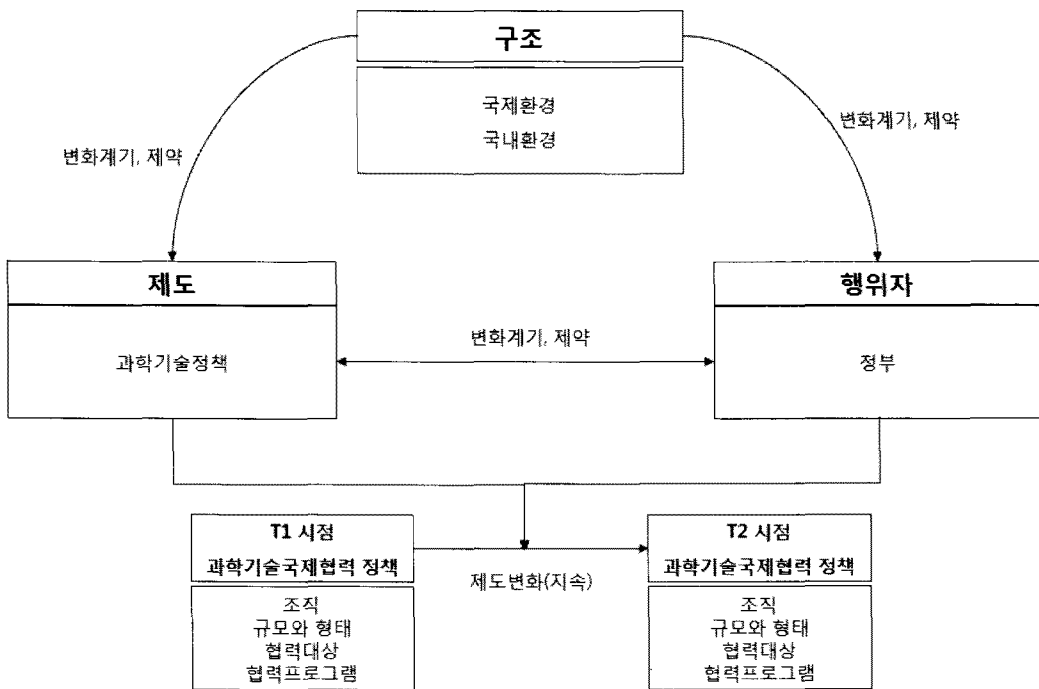 구조
국제환경
국내환경
변화계기, 제약
변화계기, 제약
제도
과학기술정책
변화계기, 제약
행위자
정부
T1 시점
과학기술국제협력 정책
조직
규모와 형태
협력대상
협력프로그램
제도변화(지속)
T2 시점
과학기술국제협력 정책
조직
규모와 형태
협력대상
협력프로그램